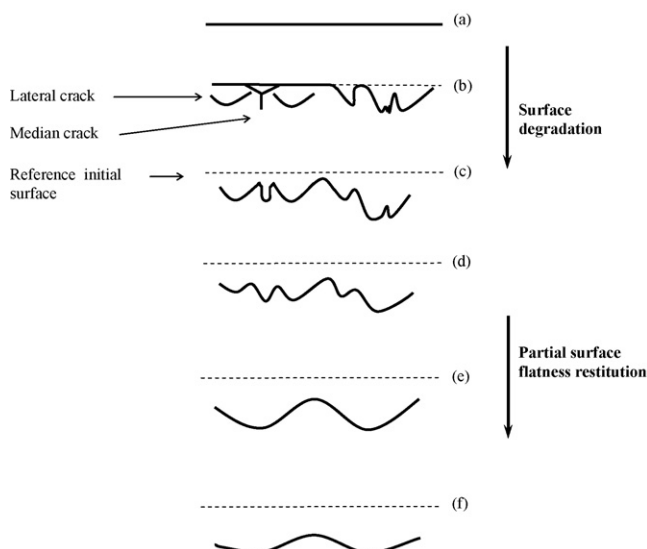 (a)
(b)
Lateral crack
Median crack
Surface
degradation
Reference initial
surface
(c)
(d)
Partial surface
flatness restitution
(e)
(f)